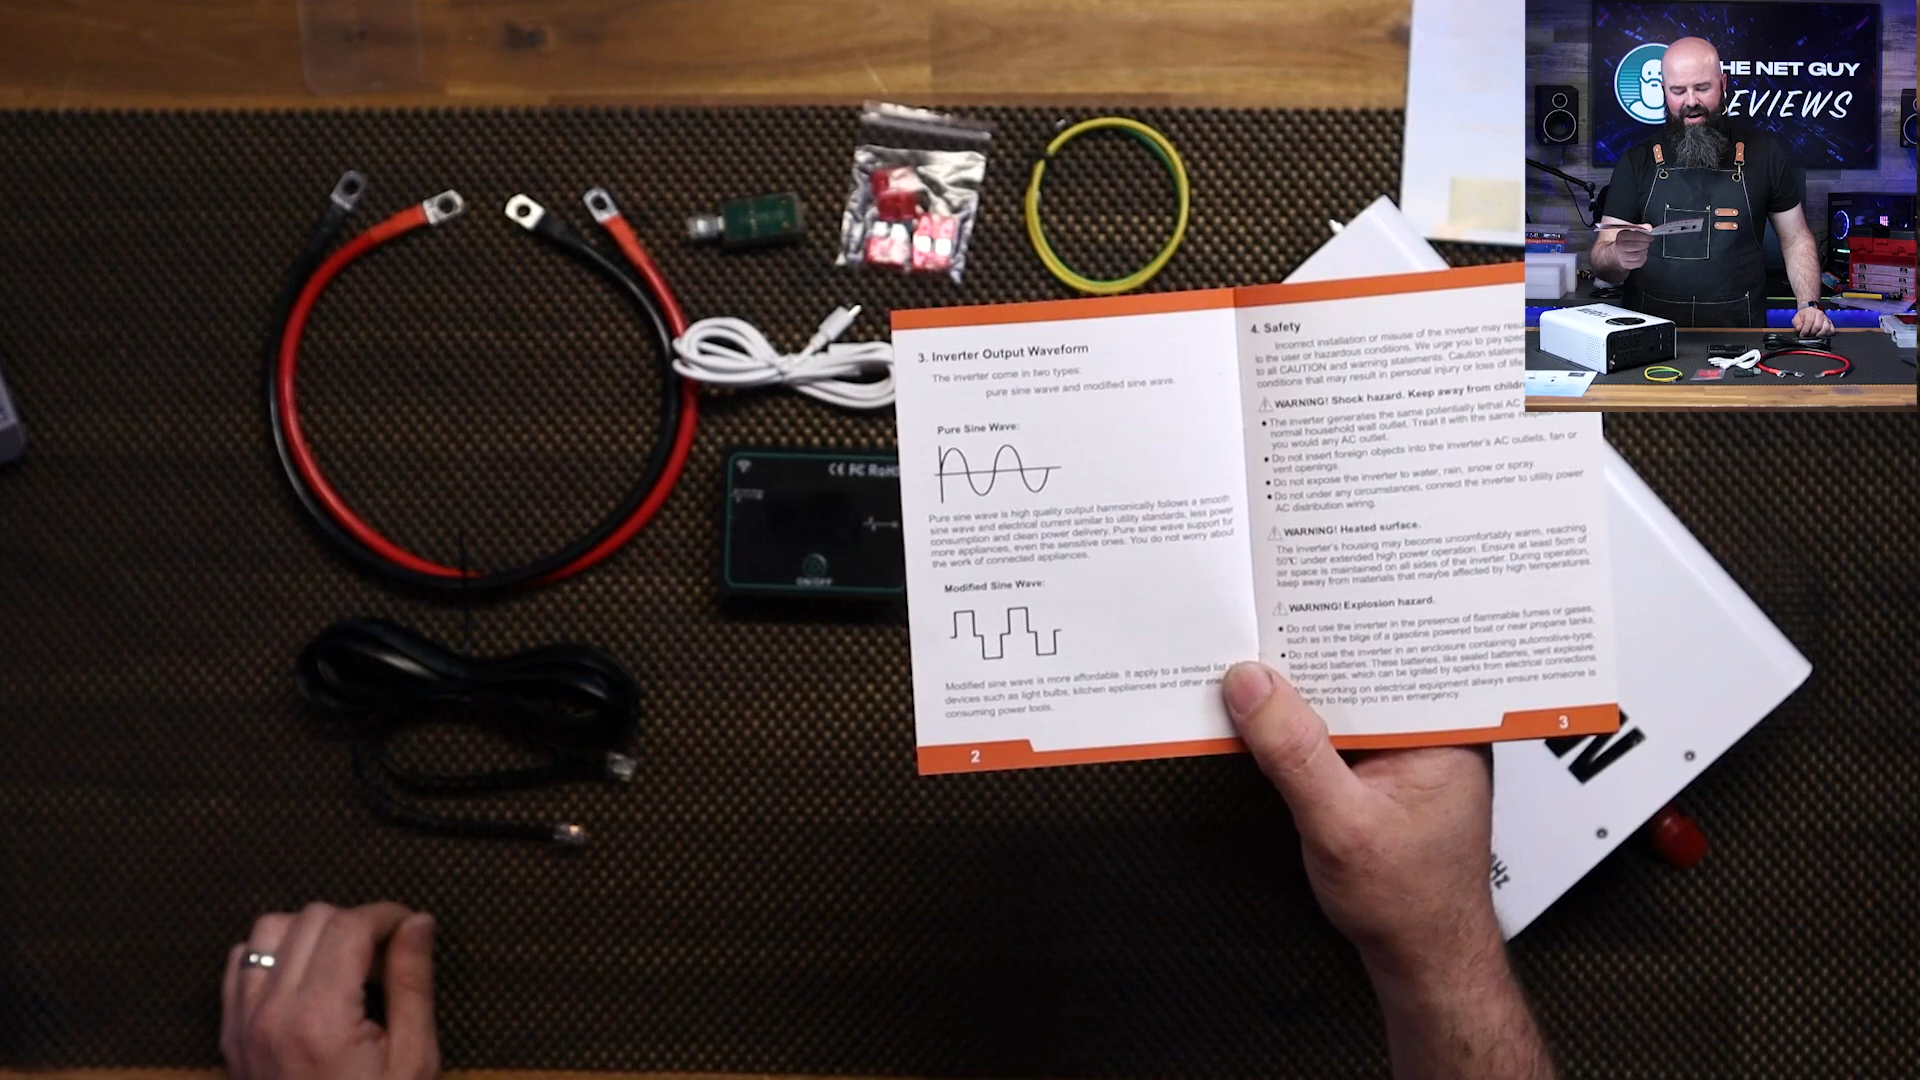 HE NET GUY
REVIEWS
3. Inverter Output Waveform
The inverter come in two types:
pure sine wave and modified sine wave.
Pure Sine Wave:
Pure sine wave is high quality output harmonically follows a smooth
sine wave and electrical current similar to utility standards, less power
consumption and clean power delivery. Pure sine wave support for
more appliances, even the sensitive ones. You do not worry about
the work of connected appliances.
Modified Sine Wave:
Modified sine wave is more affordable. It apply to a limited list
devices such as light bulbs, kitchen appliances and other
consuming power tools.
2
4. Safety
Incorrect installation or misuse of the inverter may
to the user or hazardous conditions. We urge you to pay
to all CAUTION and warning statements. Caution
conditions that may result in personal injury or loss of life
WARNING! Shock hazard. Keep away from
• The inverter generates the same potentially lethal AC
normal household wall outlet. Treat it with the same
you would any AC outlet.
• Do not insert foreign objects into the inverter's AC outlets, fan or
vent openings.
• Do not expose the inverter to water, rain, snow or spray.
• Do not under any circumstances, connect the inverter to utility power
AC distribution wiring.
WARNING! Heated surface.
The inverter's housing may become uncomfortably warm, reaching
50℃ under extended high power operation. Ensure at least 5cm of
air space is maintained on all sides of the inverter. During operation,
keep away from materials that maybe affected by high temperatures.
WARNING! Explosion hazard.
• Do not use the inverter in the presence of flammable fumes or gases,
such as in the bilge of a gasoline powered boat or near propane tanks.
• Do not use the inverter in an enclosure containing automotive-type,
lead-acid batteries. These batteries, like sealed batteries, vent explosive
hydrogen gas, which can be ignited by sparks from electrical connections.
When working on electrical equipment always ensure someone is
to help you in an emergency.
3
CE FC RoHS
ON/OFF
N
Hz